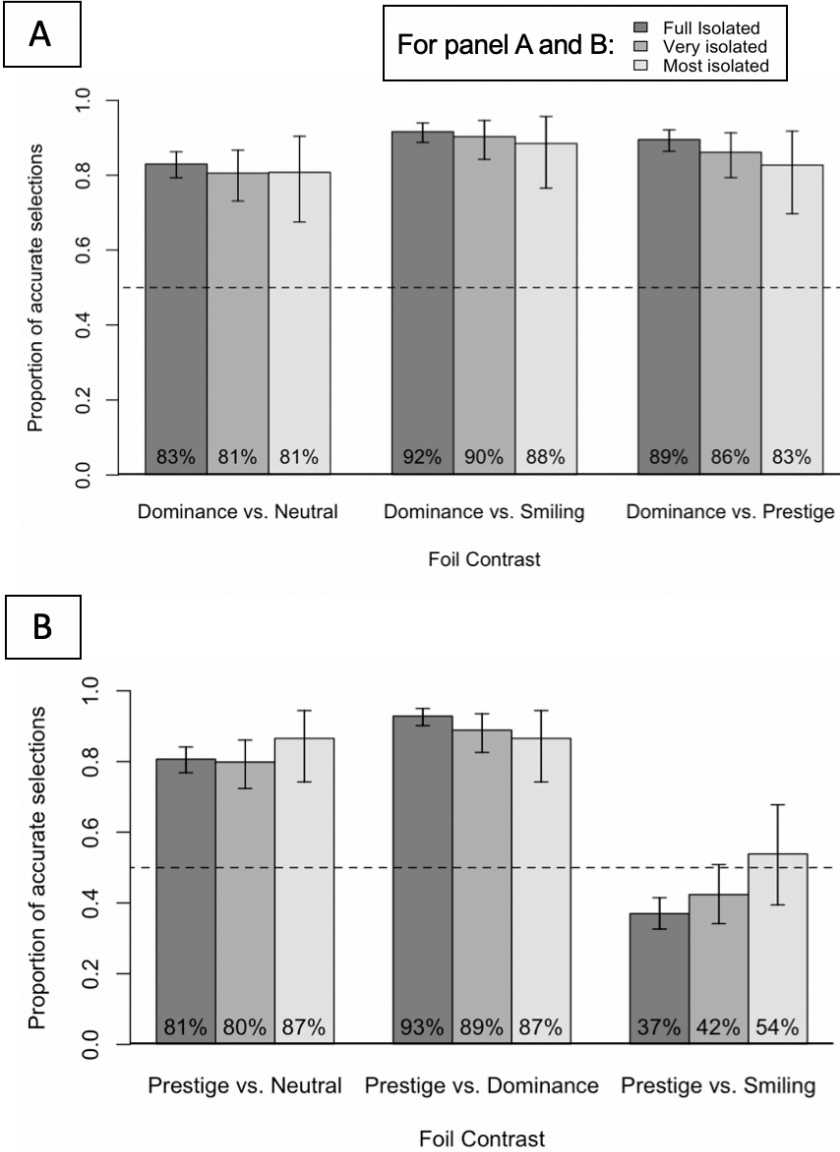 A
For panel A and B:
Full Isolated
Very isolated
Most isolated
Proportion of accurate selections
1.0
0.8
0.6
0.4
0.2
0.0
83% 81% 81% 92% 90% 88% 89% 86% 83%
Dominance vs. Neutral Dominance vs. Smiling Dominance vs. Prestige
Foil Contrast
B
Proportion of accurate selections
1.0
0.8
0.6
0.4
0.2
0.0
81% 80% 87% 93% 89% 87% 37% 42% 54%
Prestige vs. Neutral Prestige vs. Dominance Prestige vs. Smiling
Foil Contrast